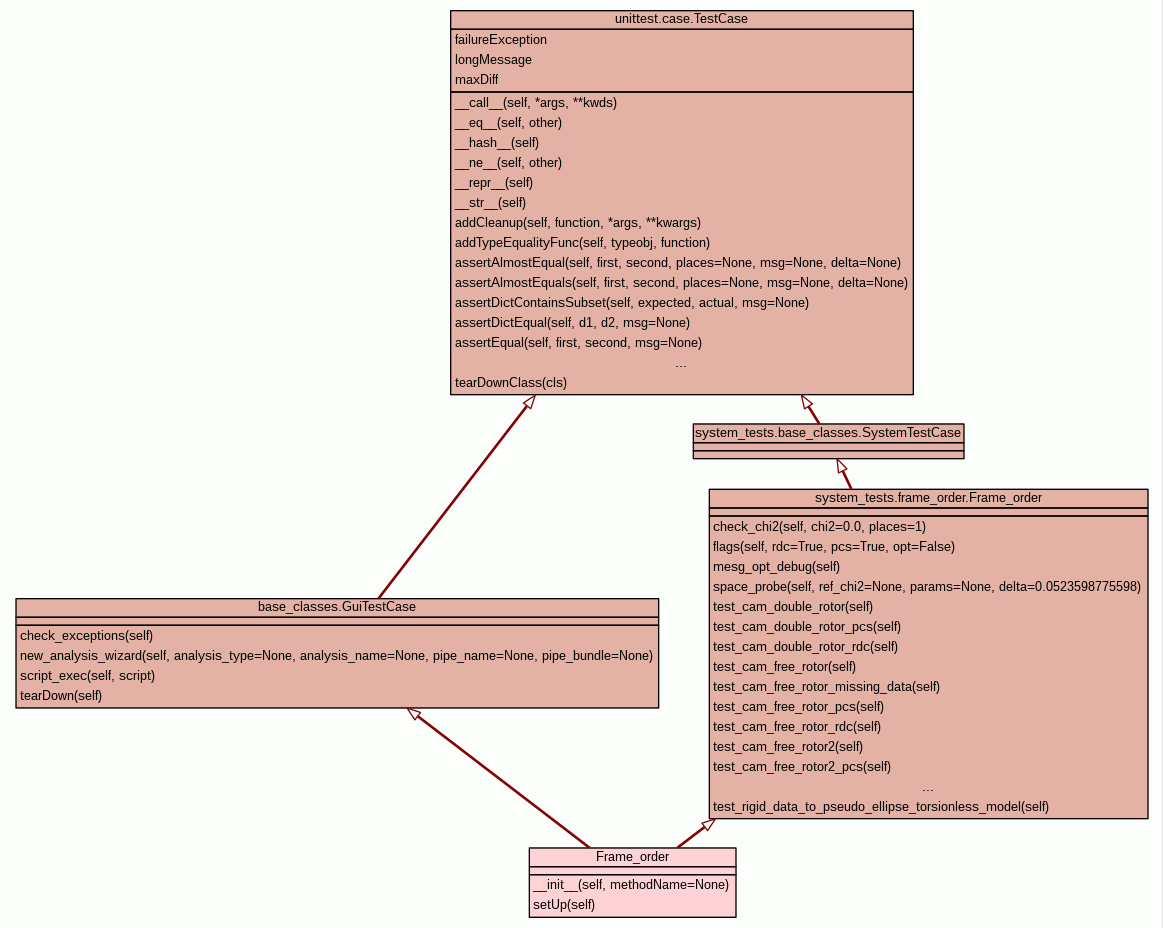 unittest.case.TestCase
failureException
longMessage
maxDiff
__call__(self, *args, **kwds)
__eq__(self, other)
__hash__(self)
__ne__(self, other)
__repr__(self)
__str__(self)
addCleanup(self, function, *args, **kwargs)
addTypeEqualityFunc(self, typeobj, function)
assertAlmostEqual(self, first, second, places=None, msg=None, delta=None)
assertAlmostEquals(self, first, second, places=None, msg=None, delta=None)
assertDictContainsSubset(self, expected, actual, msg=None)
assertDictEqual(self, d1, d2, msg=None)
assertEqual(self, first, second, msg=None)
...
tearDownClass(cls)
system_tests.base_classes.SystemTestCase
system_tests.frame_order.Frame_order
check_chi2(self, chi2=0.0, places=1)
flags(self, rdc=True, pcs=True, opt=False)
mesg_opt_debug(self)
space_probe(self, ref_chi2=None, params=None, delta=0.0523598775598)
test_cam_double_rotor(self)
test_cam_double_rotor_pcs(self)
test_cam_double_rotor_rdc(self)
test_cam_free_rotor(self)
test_cam_free_rotor_missing_data(self)
test_cam_free_rotor_pcs(self)
test_cam_free_rotor_rdc(self)
test_cam_free_rotor2(self)
test_cam_free_rotor2_pcs(self)
...
test_rigid_data_to_pseudo_ellipse_torsionless_model(self)
base_classes.GuiTestCase
check_exceptions(self)
new_analysis_wizard(self, analysis_type=None, analysis_name=None, pipe_name=None, pipe_bundle=None)
script_exec(self, script)
tearDown(self)
Frame_order
__init__(self, methodName=None)
setUp(self)